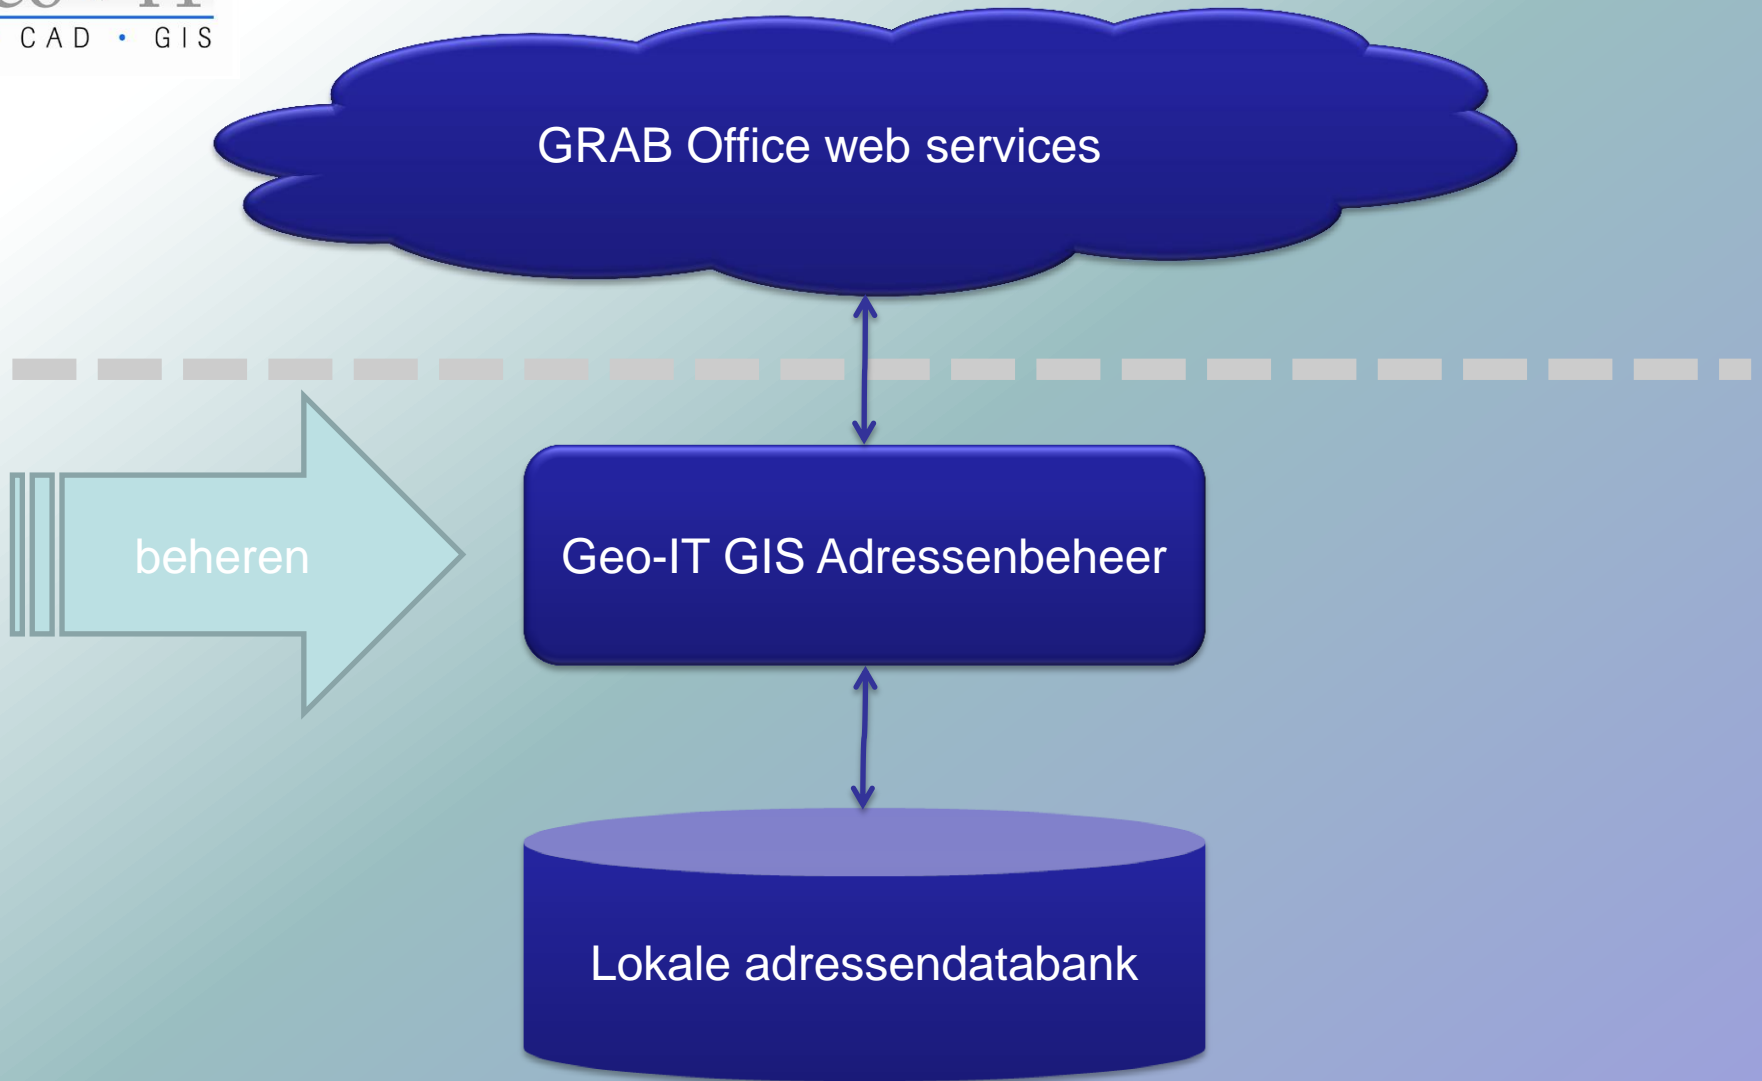 CAD • GIS
GRAB Office web services
beheren
Geo-IT GIS Adressenbeheer
Lokale adressendatabank